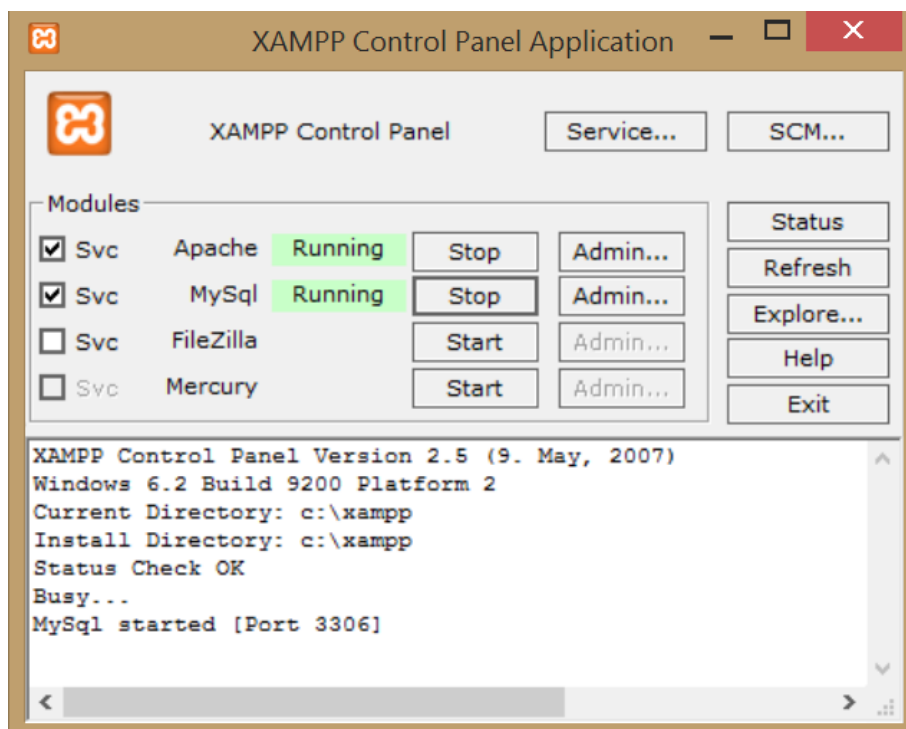 XAMPP Control Panel Application
XAMPP Control Panel Service... SCM...
Modules
Svc Apache Running Stop Admin...
Svc MySql Running Stop Admin...
Svc FileZilla Start Admin...
Svc Mercury Start Admin...
Status
Refresh
Explore...
Help
Exit
XAMPP Control Panel Version 2.5 (9. May, 2007)
Windows 6.2 Build 9200 Platform 2
Current Directory: c:\xampp
Install Directory: c:\xampp
Status Check OK
Busy...
MySql started [Port 3306]